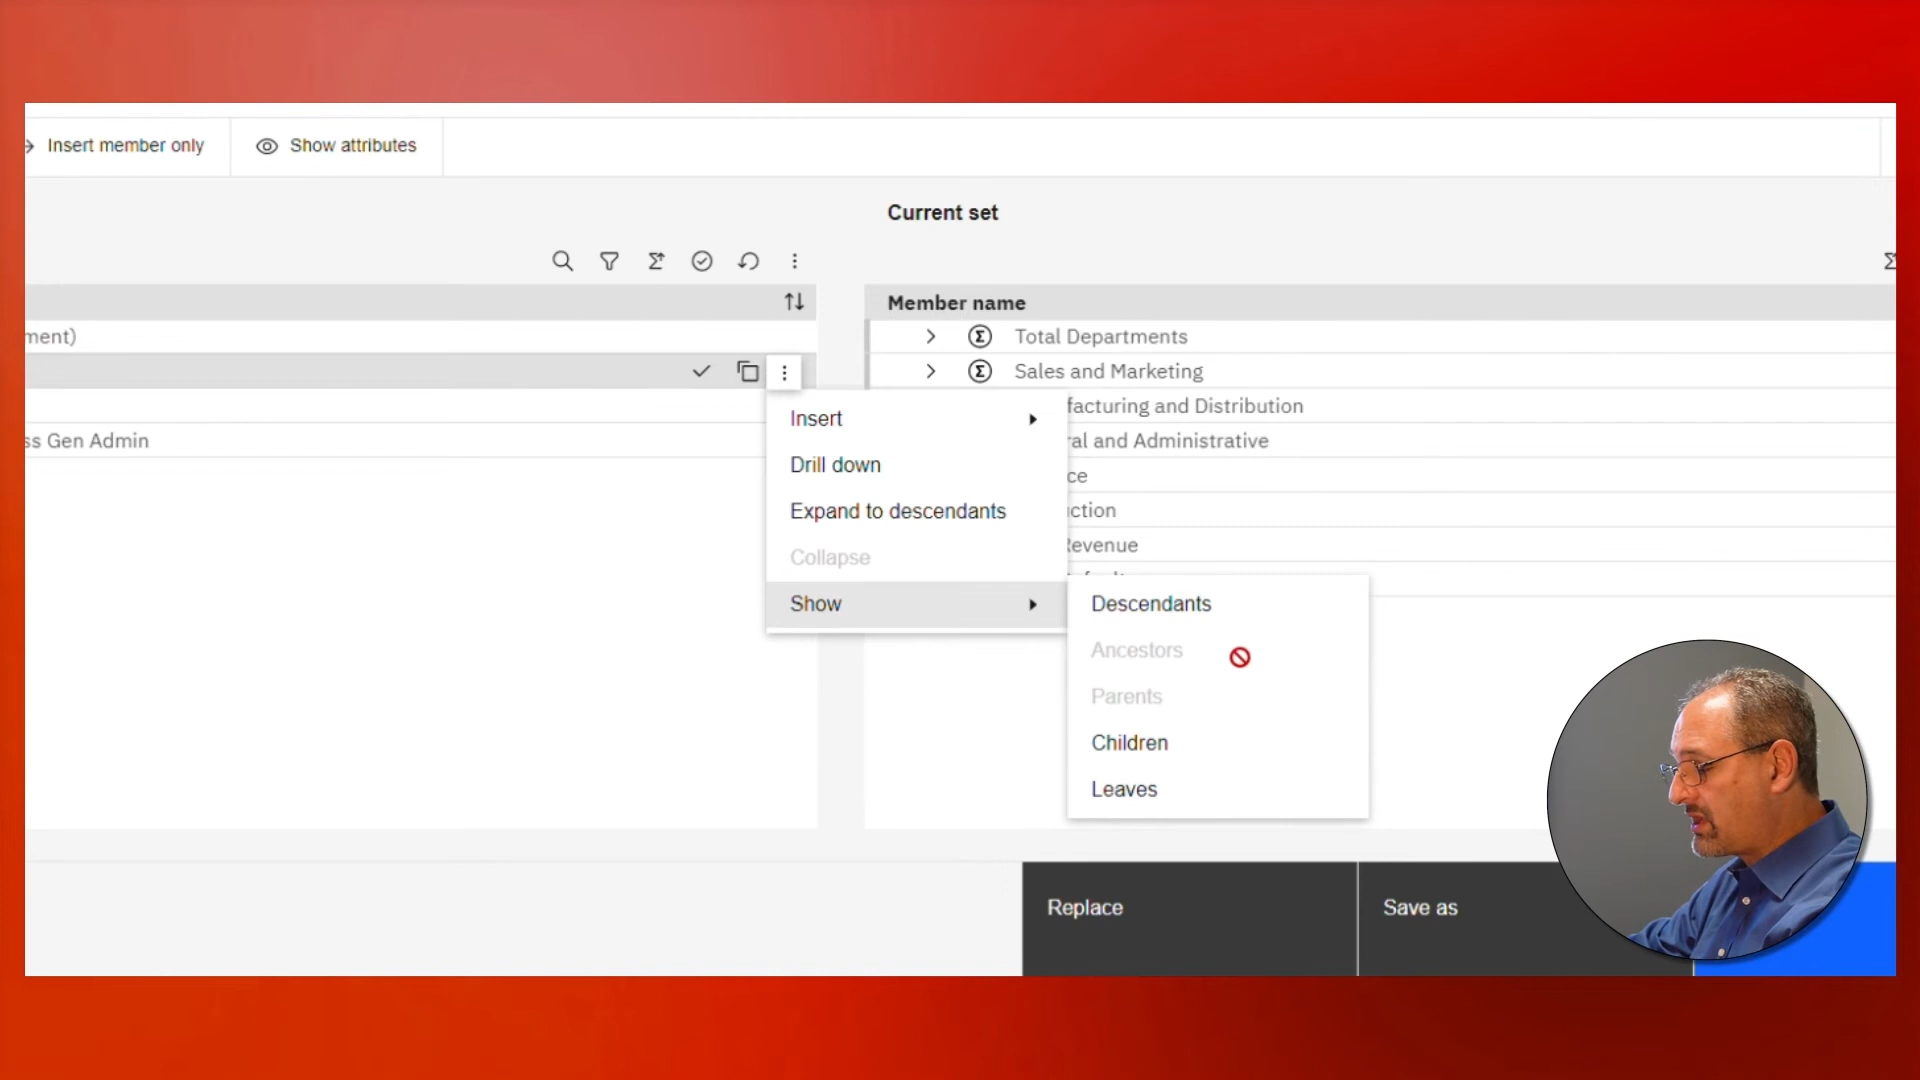 Insert member only
Show attributes
Current set
Member name
ment)
Total Departments
Sales and Marketing
facturing and Distribution
ss Gen Admin
ral and Administrative
ce
ction
Revenue
Insert
Drill down
Expand to descendants
Collapse
Show
Descendants
Ancestors
Parents
Children
Leaves
Replace
Save as